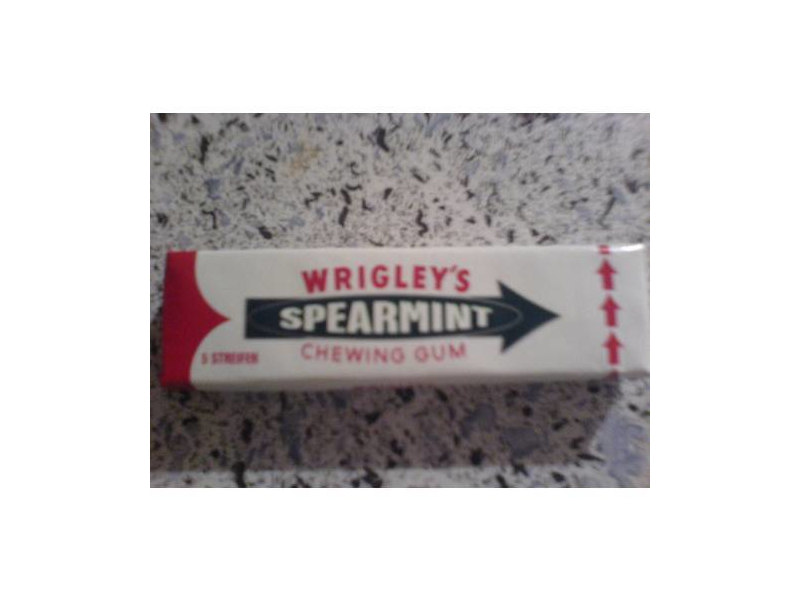 WRIGLEY'S
SPEARMINT
CHEWING GUM
5 STREIFEN